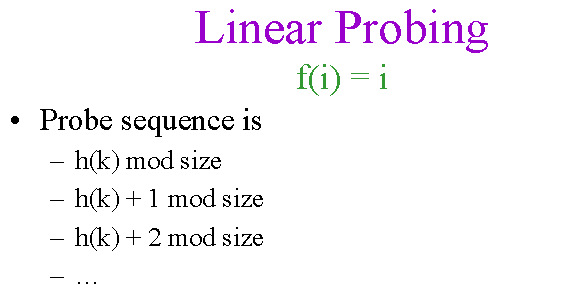 Linear Probing
f(i) = i
• Probe sequence is
– h(k) mod size
– h(k) + 1 mod size
– h(k) + 2 mod size
– …